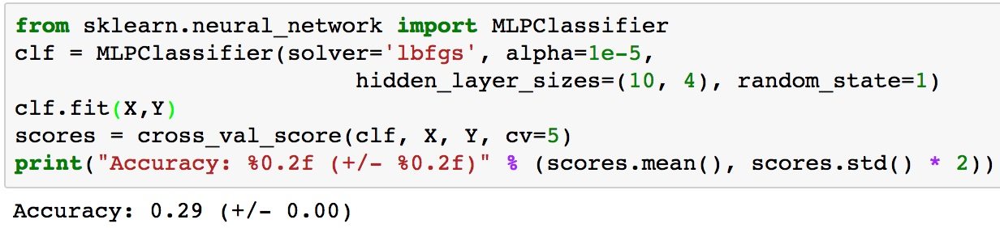 from sklearn.neural_network import MLPClassifier
clf = MLPClassifier(solver='lbfgs', alpha=1e-5,
                         hidden_layer_sizes=(10, 4), random_state=1)
clf.fit(X,Y)
scores = cross_val_score(clf, X, Y, cv=5)
print("Accuracy: %0.2f (+/- %0.2f)" % (scores.mean(), scores.std() * 2))
Accuracy: 0.29 (+/- 0.00)